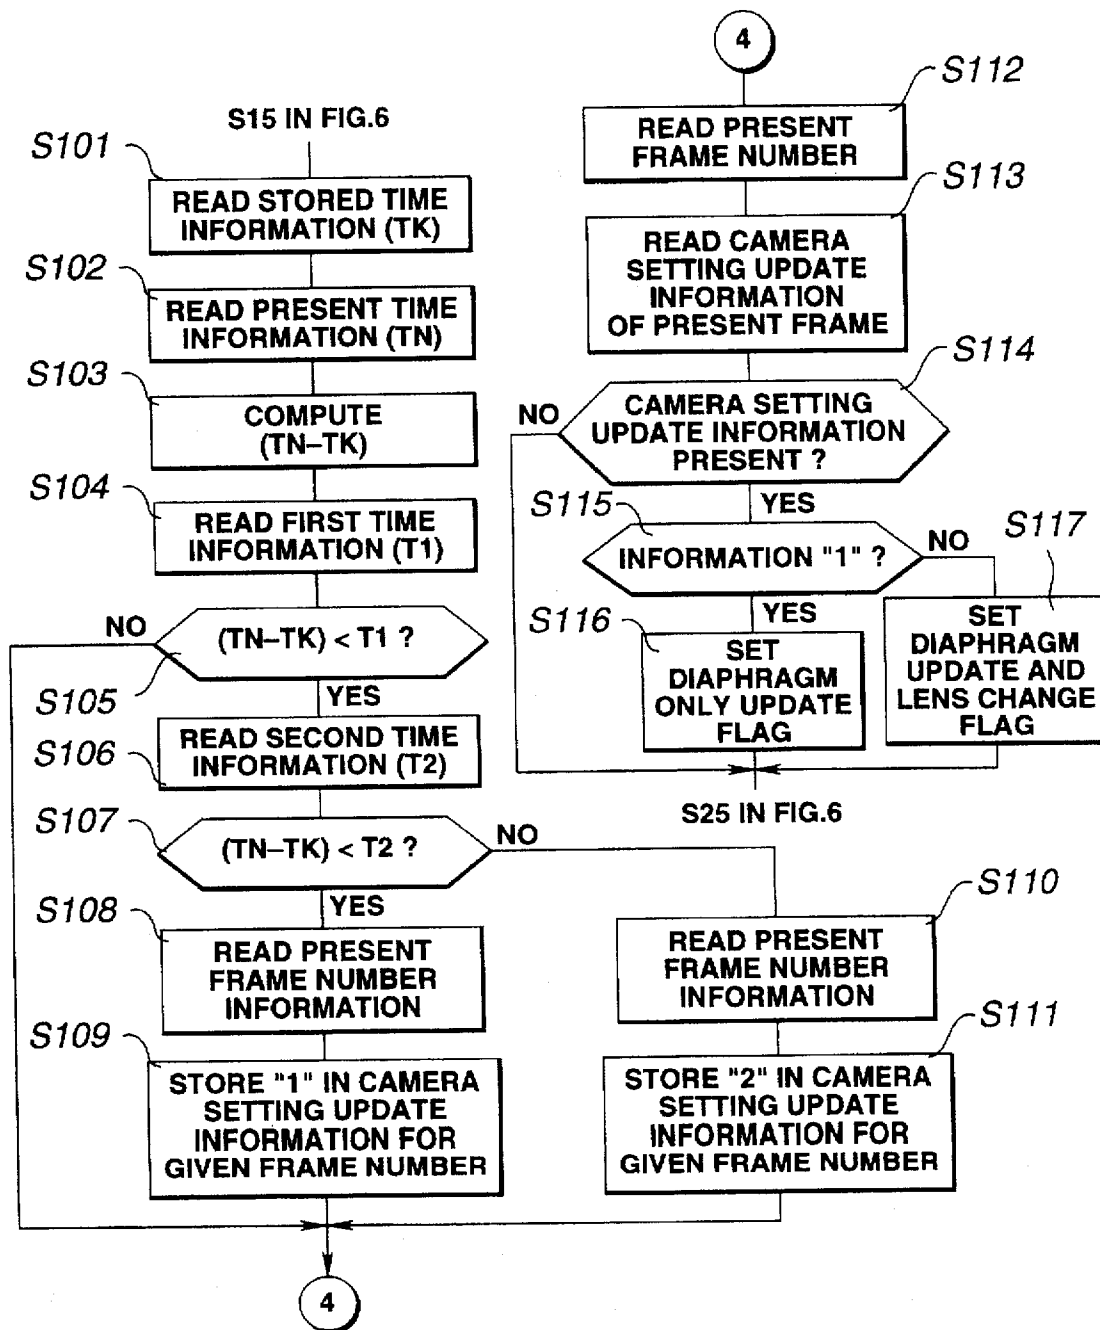 S15 IN FIG.6
S101
READ STORED TIME
INFORMATION (TK)
S102
READ PRESENT TIME
INFORMATION (TN)
S103
COMPUTE
(TN–TK)
S104
READ FIRST TIME
INFORMATION (T1)
NO
(TN–TK) < T1 ?
S105
YES
READ SECOND TIME
INFORMATION (T2)
S106
S107
(TN–TK) < T2 ?
NO
YES
S108
READ PRESENT
FRAME NUMBER
INFORMATION
S109
STORE "1" IN CAMERA
SETTING UPDATE
INFORMATION FOR
GIVEN FRAME NUMBER
S110
READ PRESENT
FRAME NUMBER
INFORMATION
S111
STORE "2" IN CAMERA
SETTING UPDATE
INFORMATION FOR
GIVEN FRAME NUMBER
4
4
S112
READ PRESENT
FRAME NUMBER
S113
READ CAMERA
SETTING UPDATE
INFORMATION
OF PRESENT FRAME
S114
NO
CAMERA SETTING
UPDATE INFORMATION
PRESENT ?
YES
S115
INFORMATION "1" ?
NO
YES
S116
SET
DIAPHRAGM
ONLY UPDATE
FLAG
S117
SET
DIAPHRAGM
UPDATE AND
LENS CHANGE
FLAG
S25 IN FIG.6